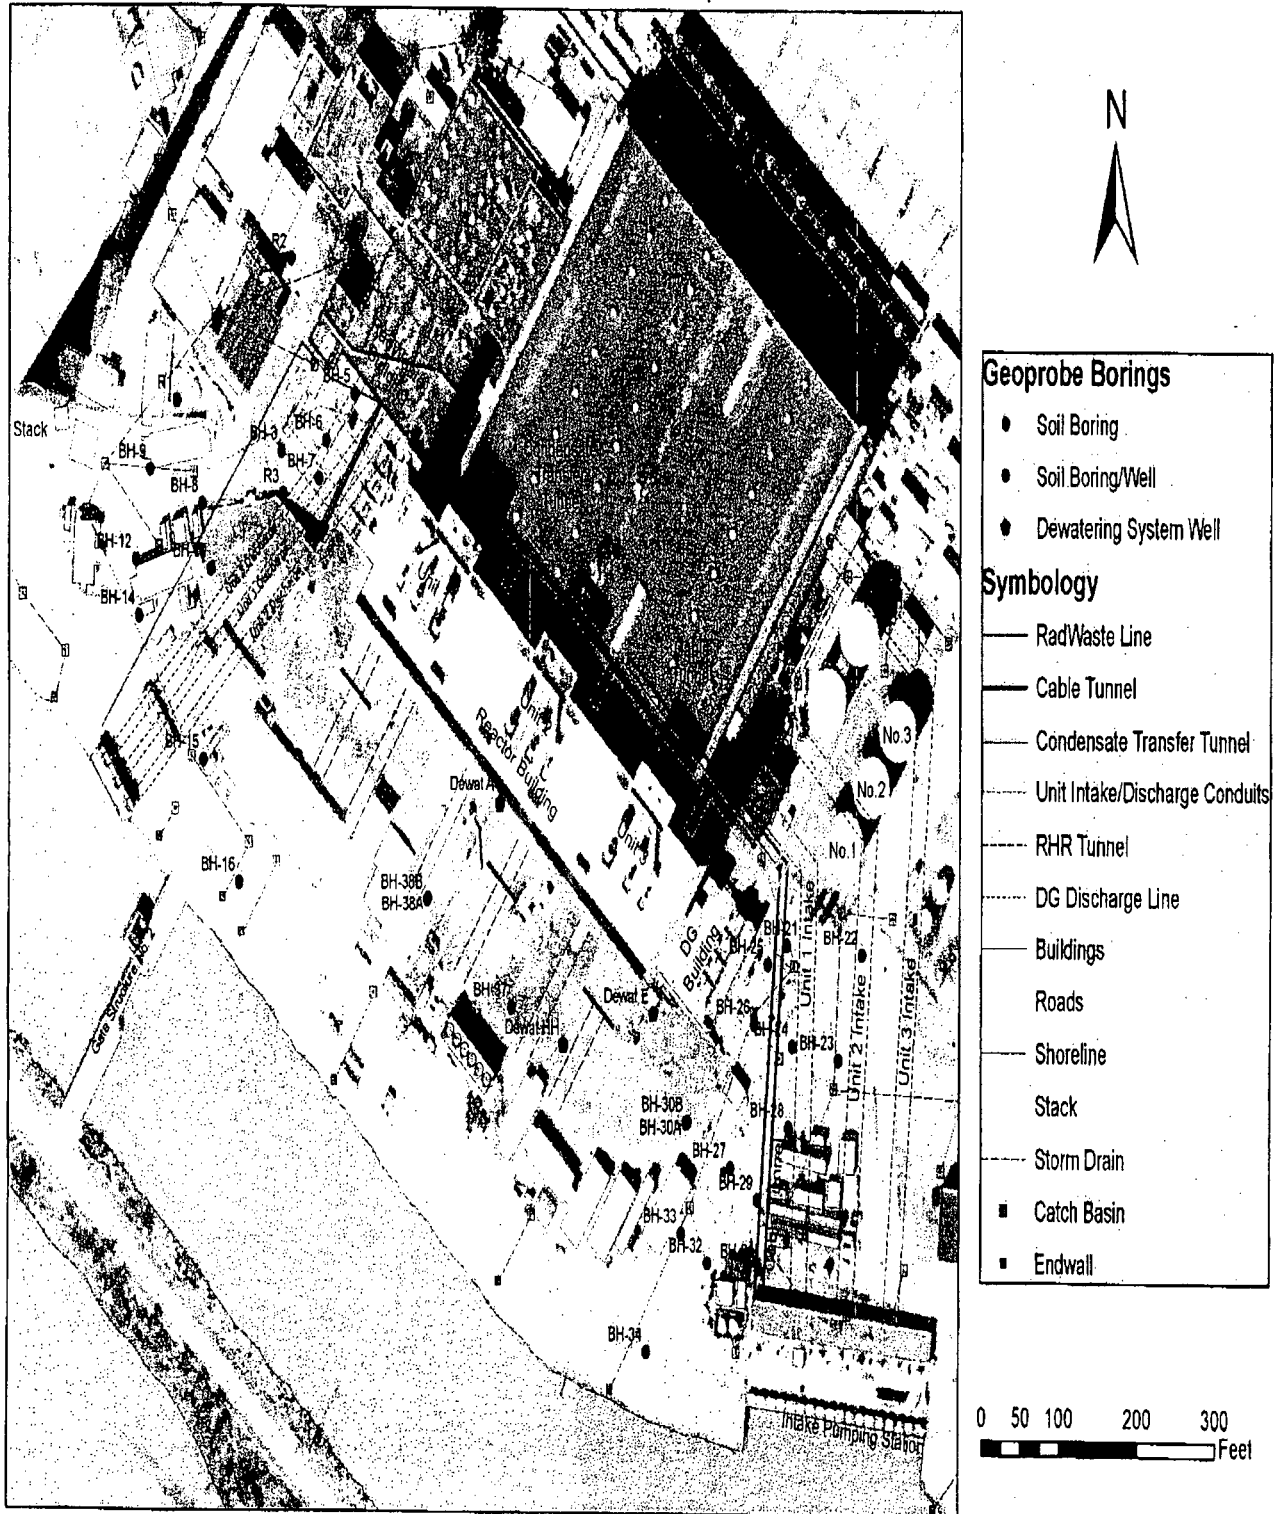 N
Geoprobe Borings
Soil Boring
Soil Boring/Well
Dewatering System Well
Symbology
RadWaste Line
Cable Tunnel
Condensate Transfer Tunnel
Unit Intake/Discharge Conduits
RHR Tunnel
DG Discharge Line
Buildings
Roads
Shoreline
Stack
Storm Drain
Catch Basin
Endwall
0 50 100 200 300
Feet
R2
BH-5
Stack
BH-3
BH-6
BH-9
BH-7
BH-8
R3
BH-12
BH-14
Unit 2
Reactor Building
Unit 3
Dewat A
No.3
No.2
No.1
BH-16
BH-38B
BH-38A
DG
Building
BH-21
BH-22
BH-25
Unit 1 Intake
Unit 2 Intake
Unit 3 Intake
Gate Structure No. 2
BH-37
Dewat E
BH-26
Dewat HH
BH-24
BH-23
BH-30B
BH-30A
BH-28
BH-27
BH-29
BH-33
BH-32
BH-34
Intake Pumping Station